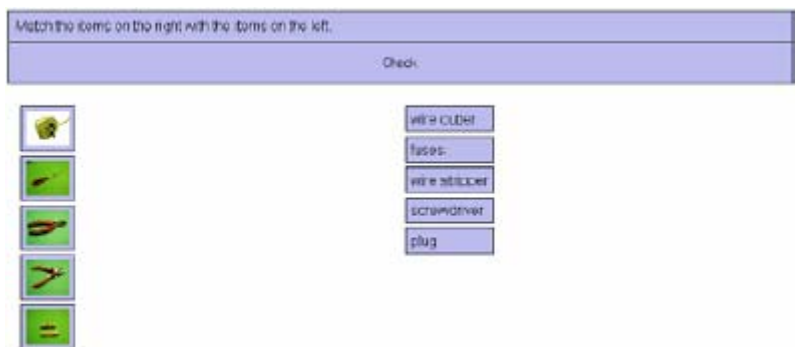 Match the items on the right with the items on the left.
Check
wire cutter
fuses
wire stripper
screwdriver
plug